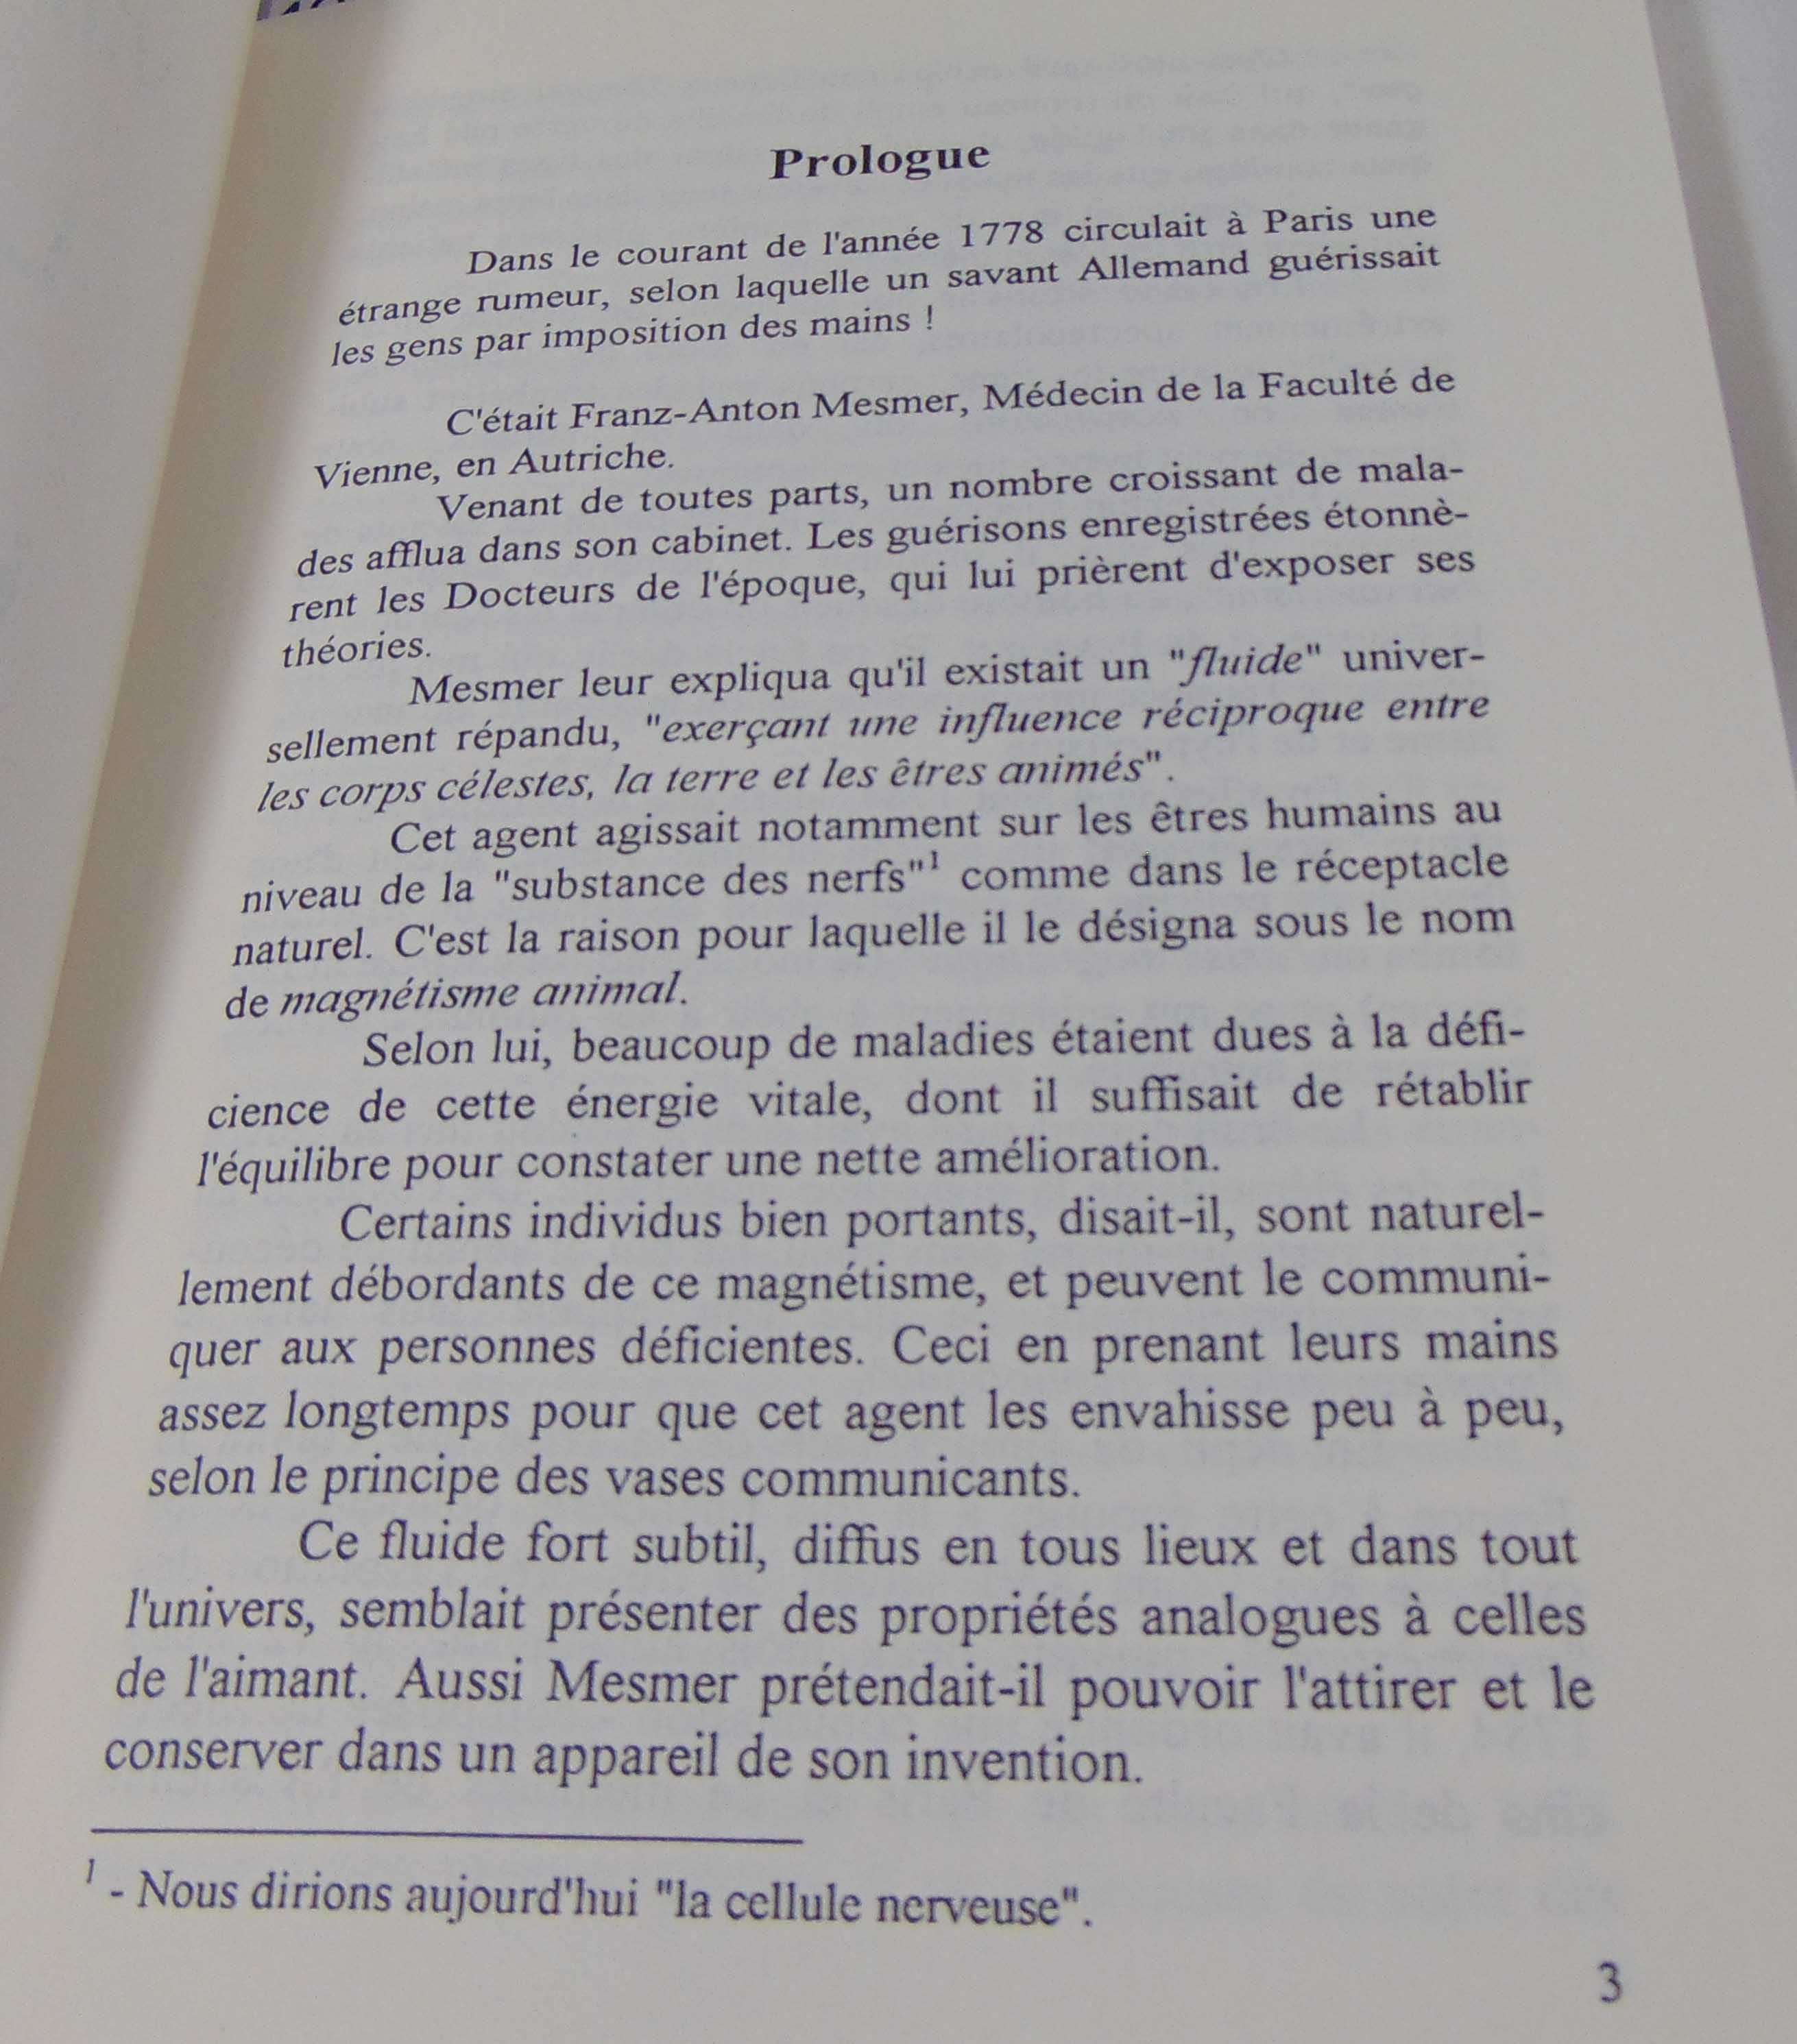 Prologue
Dans le courant de l'année 1778 circulait à Paris une
étrange rumeur, selon laquelle un savant Allemand guérissait
les gens par imposition des mains !
C'était Franz-Anton Mesmer, Médecin de la Faculté de
Vienne, en Autriche.
Venant de toutes parts, un nombre croissant de mala-
des afflua dans son cabinet. Les guérisons enregistrées étonnè-
rent les Docteurs de l'époque, qui lui prièrent d'exposer ses
théories.
Mesmer leur expliqua qu'il existait un "fluide" univer-
sellement répandu, "exerçant une influence réciproque entre
les corps célestes, la terre et les êtres animés".
Cet agent agissait notamment sur les êtres humains au
niveau de la "substance des nerfs"¹ comme dans le réceptacle
naturel. C'est la raison pour laquelle il le désigna sous le nom
de magnétisme animal.
Selon lui, beaucoup de maladies étaient dues à la défi-
cience de cette énergie vitale, dont il suffisait de rétablir
l'équilibre pour constater une nette amélioration.
Certains individus bien portants, disait-il, sont naturel-
lement débordants de ce magnétisme, et peuvent le communi-
quer aux personnes déficientes. Ceci en prenant leurs mains
assez longtemps pour que cet agent les envahisse peu à peu,
selon le principe des vases communicants.
Ce fluide fort subtil, diffus en tous lieux et dans tout
l'univers, semblait présenter des propriétés analogues à celles
de l'aimant. Aussi Mesmer prétendait-il pouvoir l'attirer et le
conserver dans un appareil de son invention.
¹ - Nous dirions aujourd'hui "la cellule nerveuse".
3